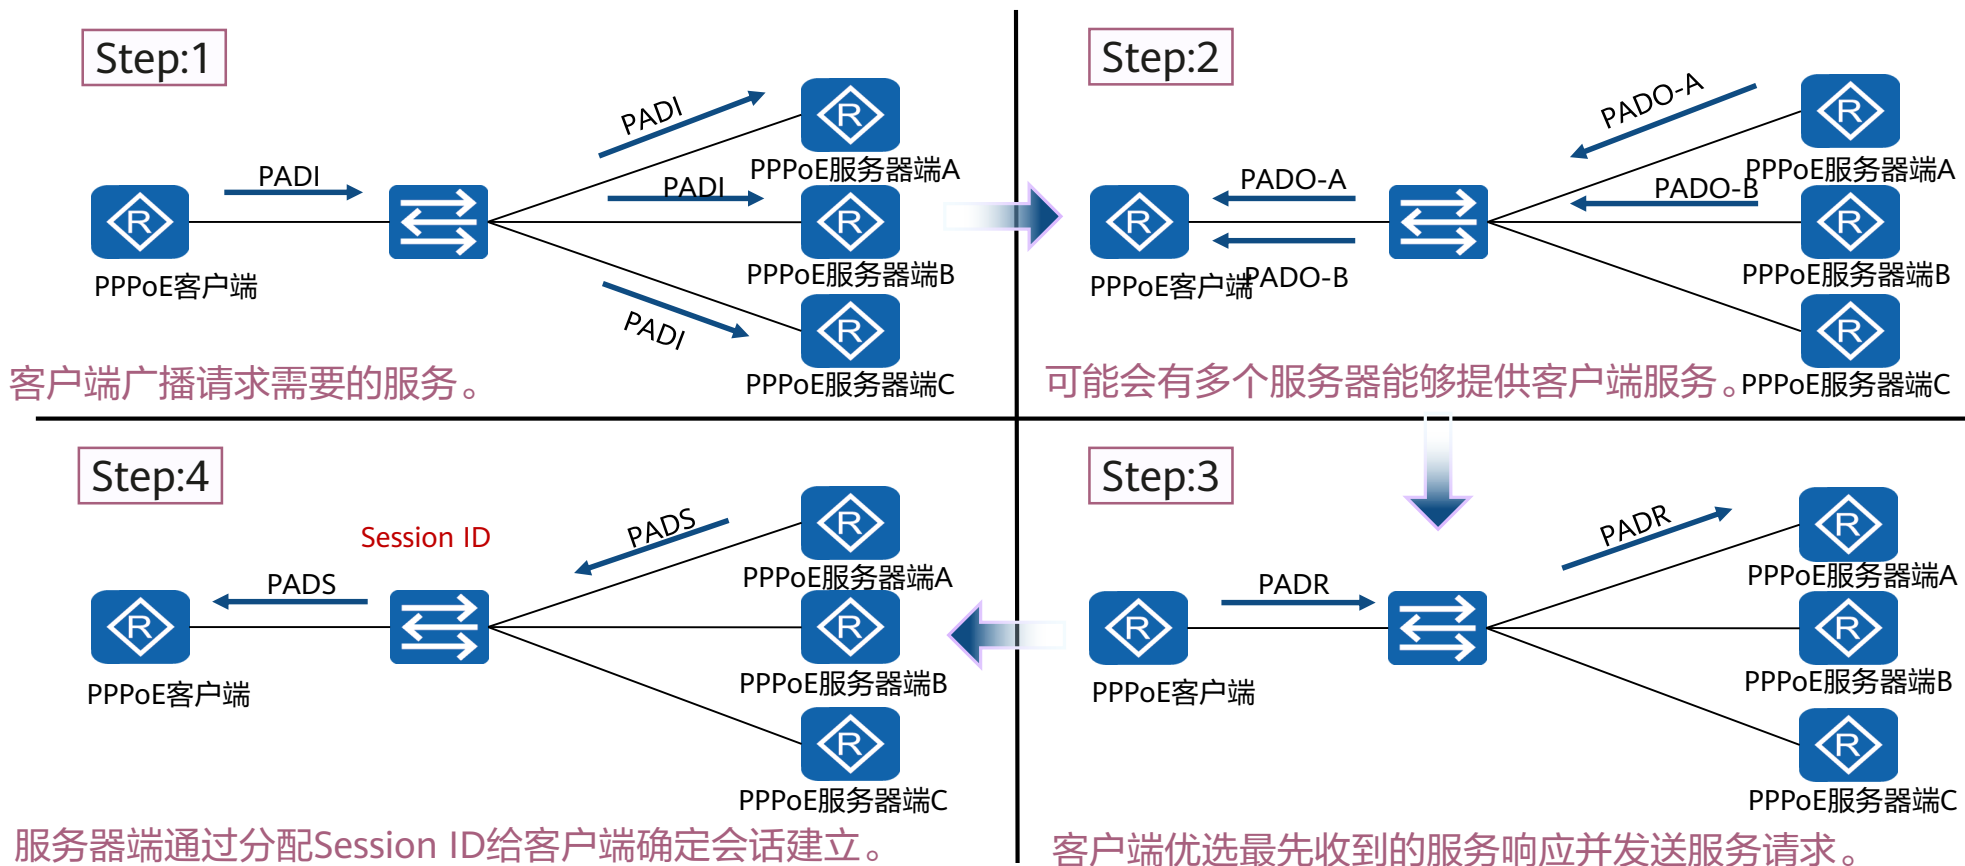 Step:1
PADI
PADI
PADI
PADI
R
R
R
R
PPPoE客户端
PPPoE服务器端A
PPPoE服务器端B
PPPoE服务器端C
客户端广播请求需要的服务。
Step:2
PADO-A
PADO-B
PADO-A
PADO-B
R
R
R
R
PPPoE客户端
PPPoE服务器端A
PPPoE服务器端B
PPPoE服务器端C
可能会有多个服务器能够提供客户端服务。
Step:4
Session ID
PADS
PADS
R
R
R
R
PPPoE客户端
PPPoE服务器端A
PPPoE服务器端B
PPPoE服务器端C
服务器端通过分配Session ID给客户端确定会话建立。
Step:3
PADR
PADR
R
R
R
R
PPPoE客户端
PPPoE服务器端A
PPPoE服务器端B
PPPoE服务器端C
客户端优选最先收到的服务响应并发送服务请求。